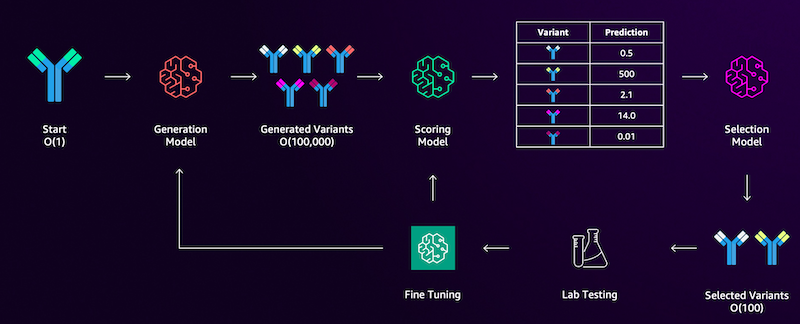 Variant Prediction
0.5
500
2.1
14.0
0.01
Start
O(1)
Generation
Model
Generated Variants
O(100,000)
Scoring
Model
Selection
Model
Fine Tuning
Lab Testing
Selected Variants
O(100)